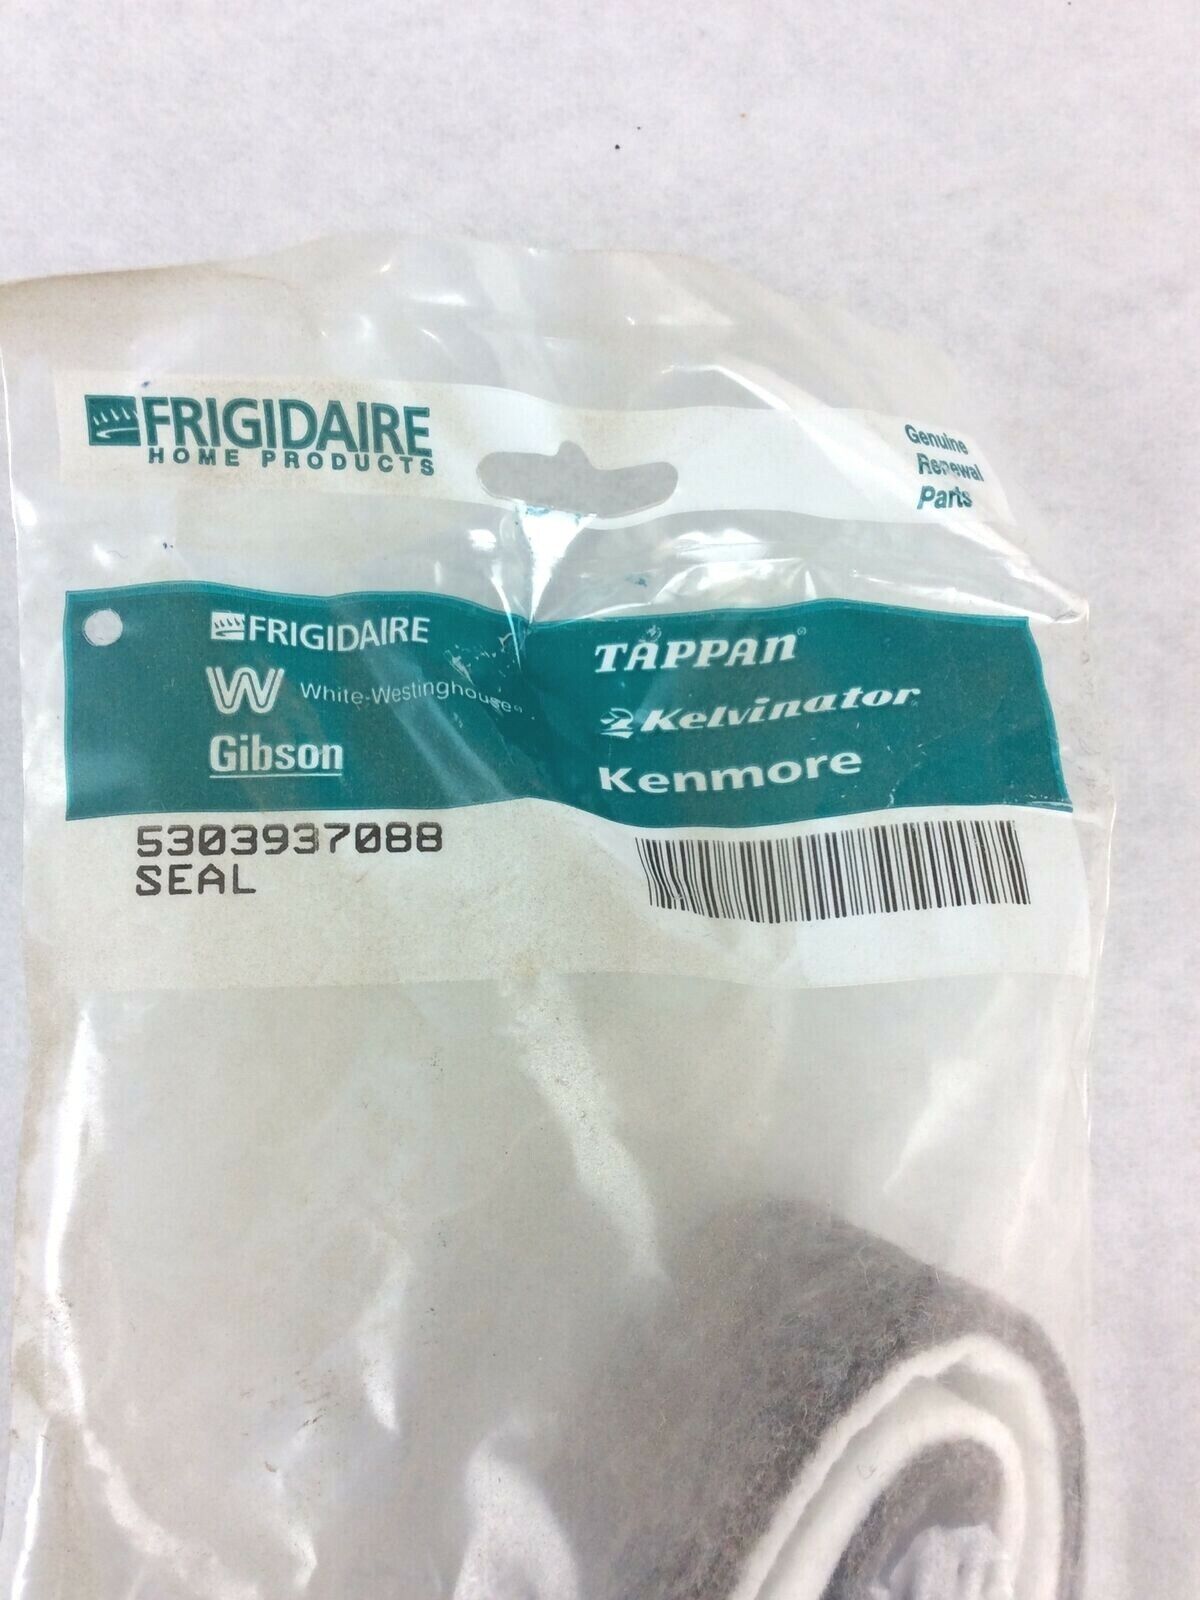 FRIGIDAIRE
HOME PRODUCTS
Genuine
Renewal
Parts
FRIGIDAIRE
White-Westinghouse®
Gibson
TAPPAN®
Kelvinator®
Kenmore
5303937088
SEAL